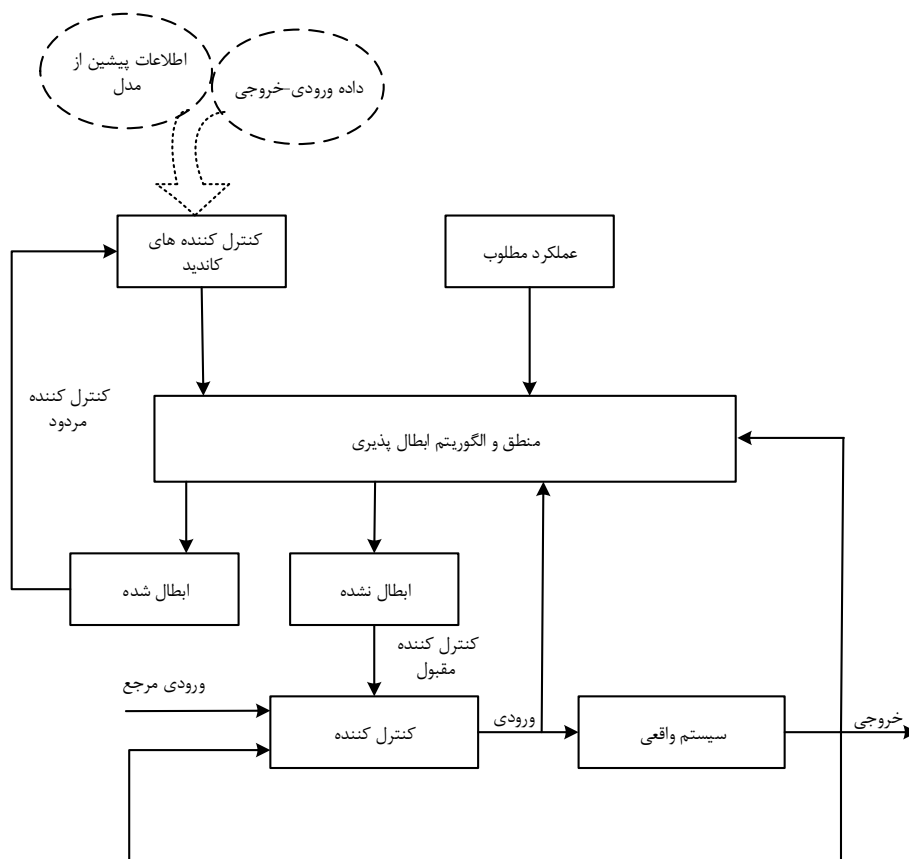 اطلاعات پیشین از
مدل
داده ورودی-خروجی
کنترل کننده های
کاندید
عملکرد مطلوب
کنترل کننده
مردود
منطق و الگوریتم ابطال پذیری
ابطال شده
ابطال نشده
کنترل کننده
مقبول
ورودی مرجع
کنترل کننده
ورودی
سیستم واقعی
خروجی